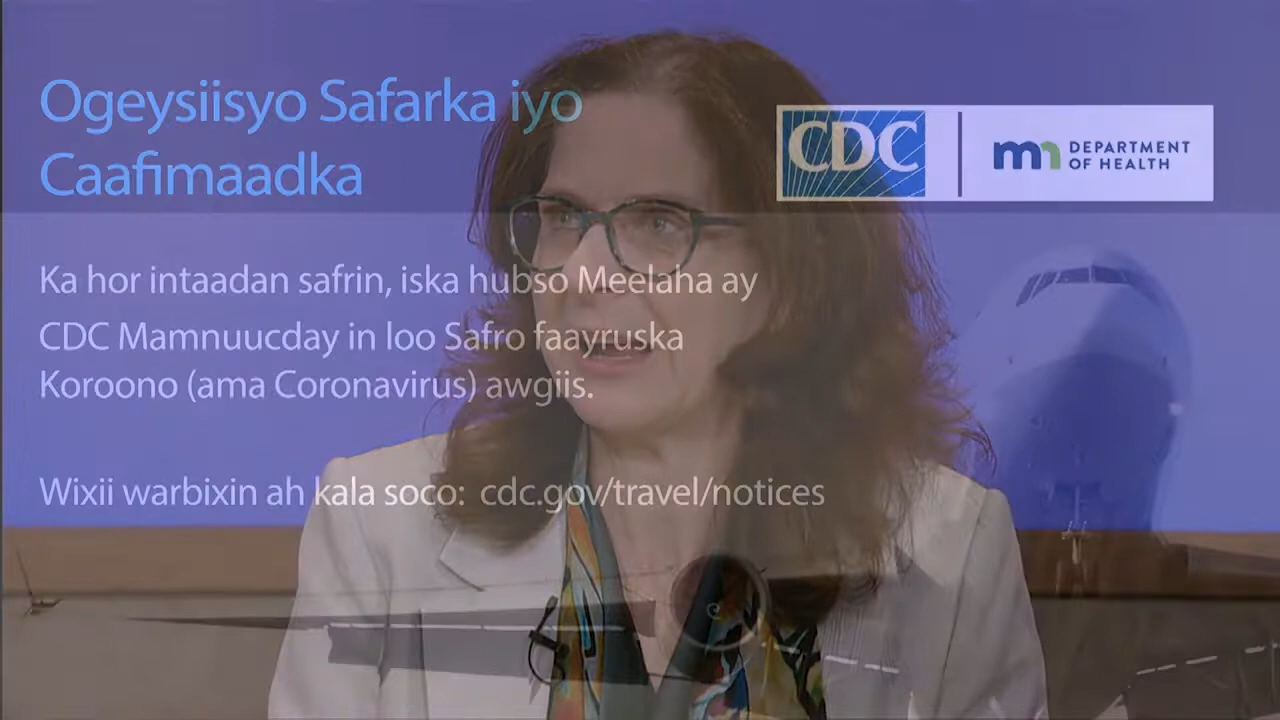 Ogeysiisyo Safarka iyo
Caafimaadka
CDC
mn DEPARTMENT
OF HEALTH
Ka hor intaadan safrin, iska hubso Meelaha ay
CDC Mamnuucday in loo Safro faayruska
Koroono (ama Coronavirus) awgiis.
Wixii warbixin ah kala soco: cdc.gov/travel/notices